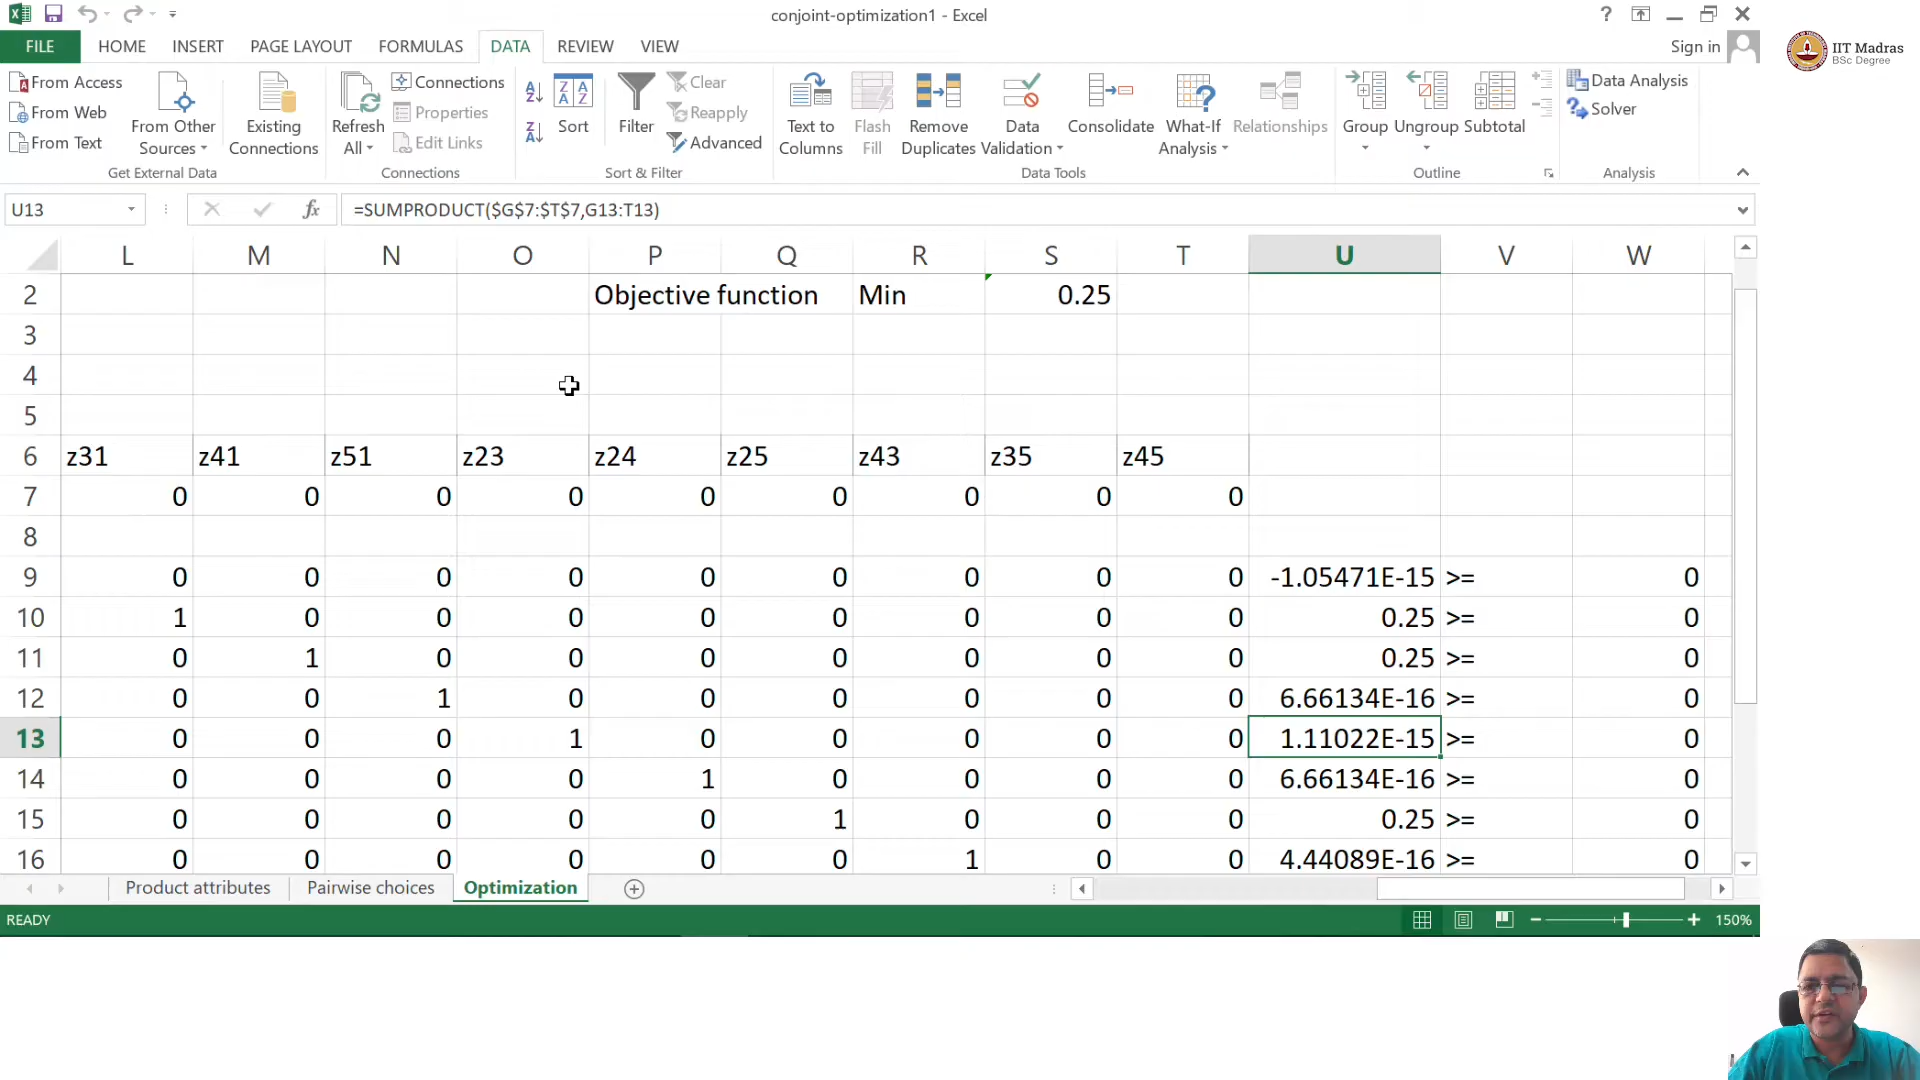 conjoint-optimization1 - Excel
?
FILE HOME INSERT PAGE LAYOUT FORMULAS DATA REVIEW VIEW Sign in
IIT Madras
BSc Degree
From Access
From Web
From Text
From Other
Sources
Existing
Connections
Get External Data
Refresh
All
Connections
Properties
Edit Links
Connections
Sort
Filter
Clear
Reapply
Advanced
Sort & Filter
Text to
Columns
Flash
Fill
Remove
Duplicates
Data
Validation
Consolidate
What-If
Analysis
Relationships
Data Tools
Group
Ungroup
Subtotal
Outline
Data Analysis
Solver
Analysis
U13 fx =SUMPRODUCT($G$7:$T$7,G13:T13)
L M N O P Q R S T U V W
2 Objective function Min 0.25
3
4
5
6 z31 z41 z51 z23 z24 z25 z43 z35 z45
7 0 0 0 0 0 0 0 0 0
8
9 0 0 0 0 0 0 0 0 0 -1.05471E-15 >= 0
10 1 0 0 0 0 0 0 0 0 0.25 >= 0
11 0 1 0 0 0 0 0 0 0 0.25 >= 0
12 0 0 1 0 0 0 0 0 0 6.66134E-16 >= 0
13 0 0 0 1 0 0 0 0 0 1.11022E-15 >= 0
14 0 0 0 0 1 0 0 0 0 6.66134E-16 >= 0
15 0 0 0 0 0 1 0 0 0 0.25 >= 0
16 0 0 0 0 0 0 1 0 0 4.44089E-16 >= 0
Product attributes Pairwise choices Optimization
READY 150%